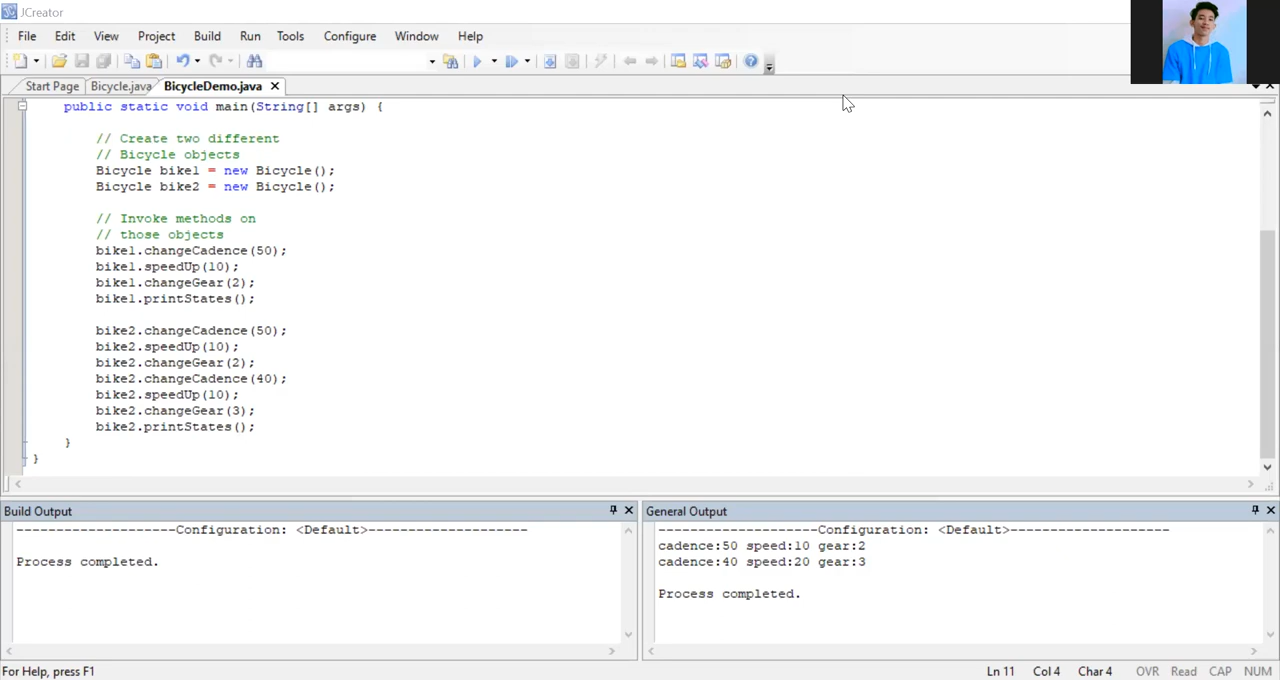 JCreator
File Edit View Project Build Run Tools Configure Window Help
Start Page Bicycle.java BicycleDemo.java
public static void main(String[] args) {
// Create two different
// Bicycle objects
Bicycle bike1 = new Bicycle();
Bicycle bike2 = new Bicycle();
// Invoke methods on
// those objects
bike1.changeCadence(50);
bike1.speedUp(10);
bike1.changeGear(2);
bike1.printStates();
bike2.changeCadence(50);
bike2.speedUp(10);
bike2.changeGear(2);
bike2.changeCadence(40);
bike2.speedUp(10);
bike2.changeGear(3);
bike2.printStates();
}
}
Build Output
--------------------Configuration: <Default>--------------------
Process completed.
General Output
--------------------Configuration: <Default>--------------------
cadence:50 speed:10 gear:2
cadence:40 speed:20 gear:3
Process completed.
For Help, press F1
Ln 11 Col 4 Char 4 OVR Read CAP NUM